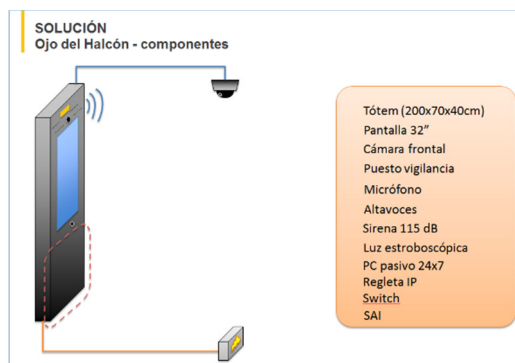 SOLUCIÓN
Ojo del Halcón - componentes
Tótem (200x70x40cm)
Pantalla 32”
Cámara frontal
Puesto vigilancia
Micrófono
Altavoces
Sirena 115 dB
Luz estroboscópica
PC pasivo 24x7
Regleta IP
Switch
SAI